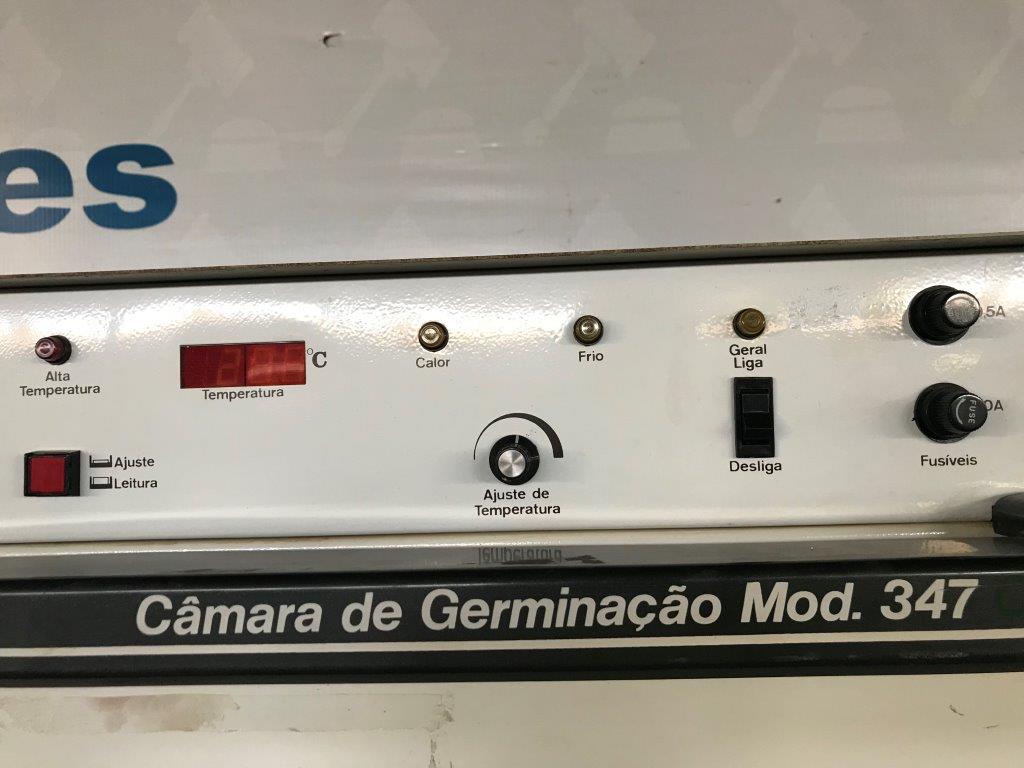 es
°C
Alta
Temperatura
Temperatura
Calor
Frio
Geral
Liga
Desliga
.5A
0A
FUSE
Fusíveis
Ajuste
Leitura
Ajuste de
Temperatura
Câmara de Germinação Mod. 347